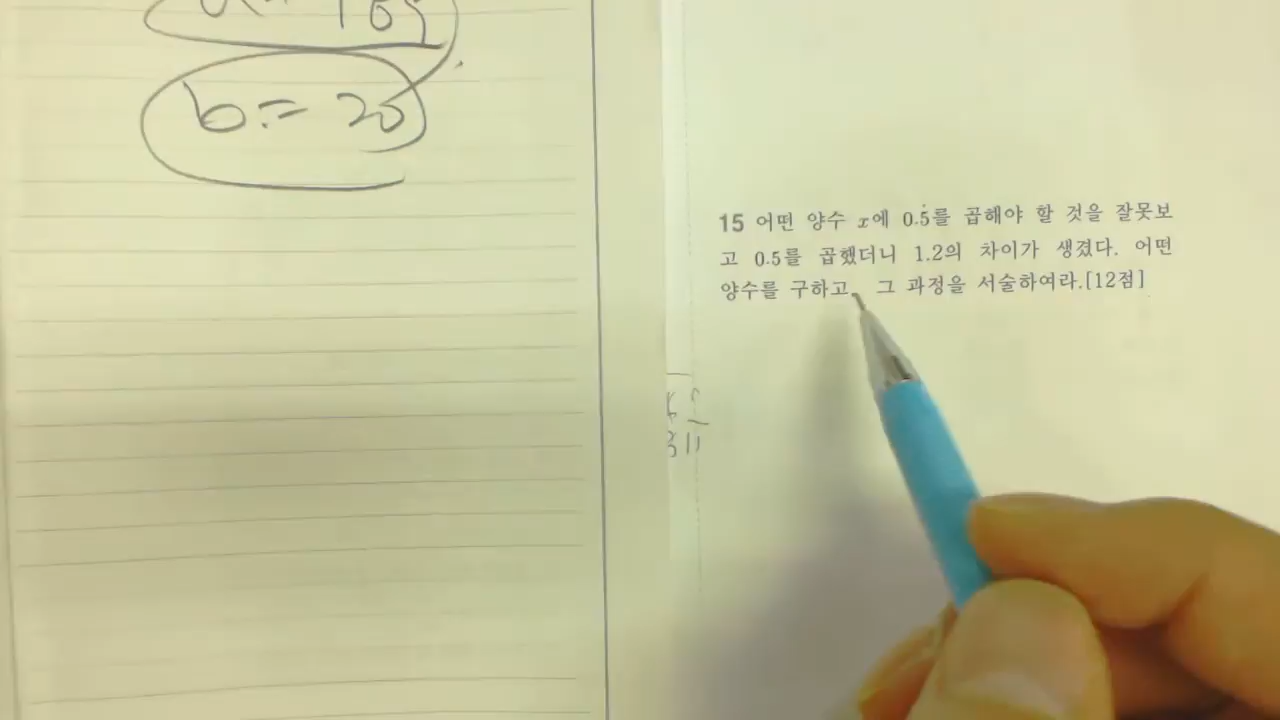 b = 20
15 어떤 양수 x에 0.5̇를 곱해야 할 것을 잘못보
고 0.5를 곱했더니 1.2의 차이가 생겼다. 어떤
양수를 구하고, 그 과정을 서술하여라.[12점]